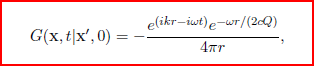 G(x, t|x′, 0) = − e^{(ikr−iωt)} e^{−ωr/(2cQ)} / 4πr,